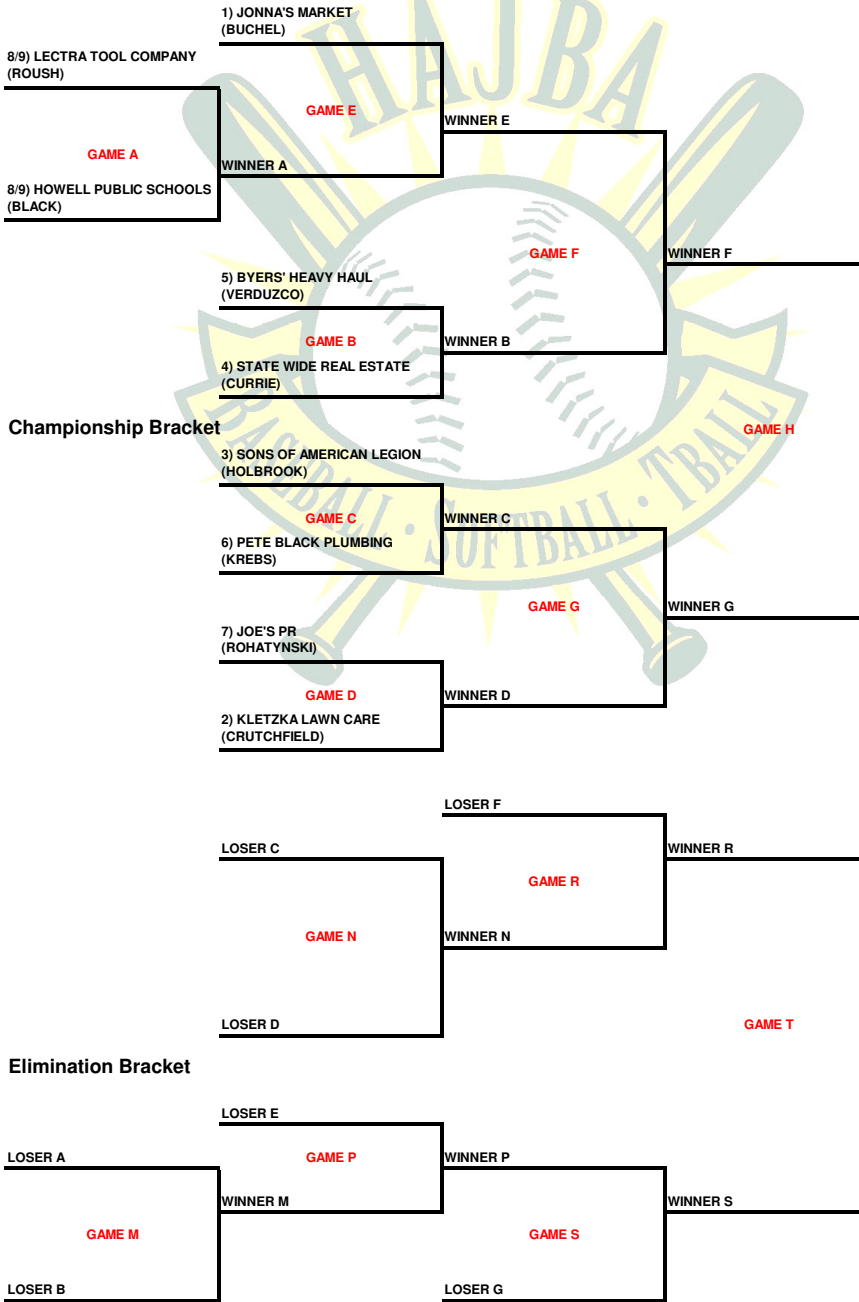 HAJBA
BASEBALL · SOFTBALL · TBALL
1) JONNA'S MARKET
(BUCHEL)
8/9) LECTRA TOOL COMPANY
(ROUSH)
GAME E
WINNER E
GAME A
WINNER A
8/9) HOWELL PUBLIC SCHOOLS
(BLACK)
GAME F
WINNER F
5) BYERS' HEAVY HAUL
(VERDUZCO)
GAME B
WINNER B
4) STATE WIDE REAL ESTATE
(CURRIE)
Championship Bracket
GAME H
3) SONS OF AMERICAN LEGION
(HOLBROOK)
GAME C
WINNER C
6) PETE BLACK PLUMBING
(KREBS)
GAME G
WINNER G
7) JOE'S PR
(ROHATYNSKI)
GAME D
WINNER D
2) KLETZKA LAWN CARE
(CRUTCHFIELD)
LOSER F
LOSER C
WINNER R
GAME R
GAME N
WINNER N
LOSER D
GAME T
Elimination Bracket
LOSER E
LOSER A
GAME P
WINNER P
WINNER M
WINNER S
GAME M
GAME S
LOSER B
LOSER G